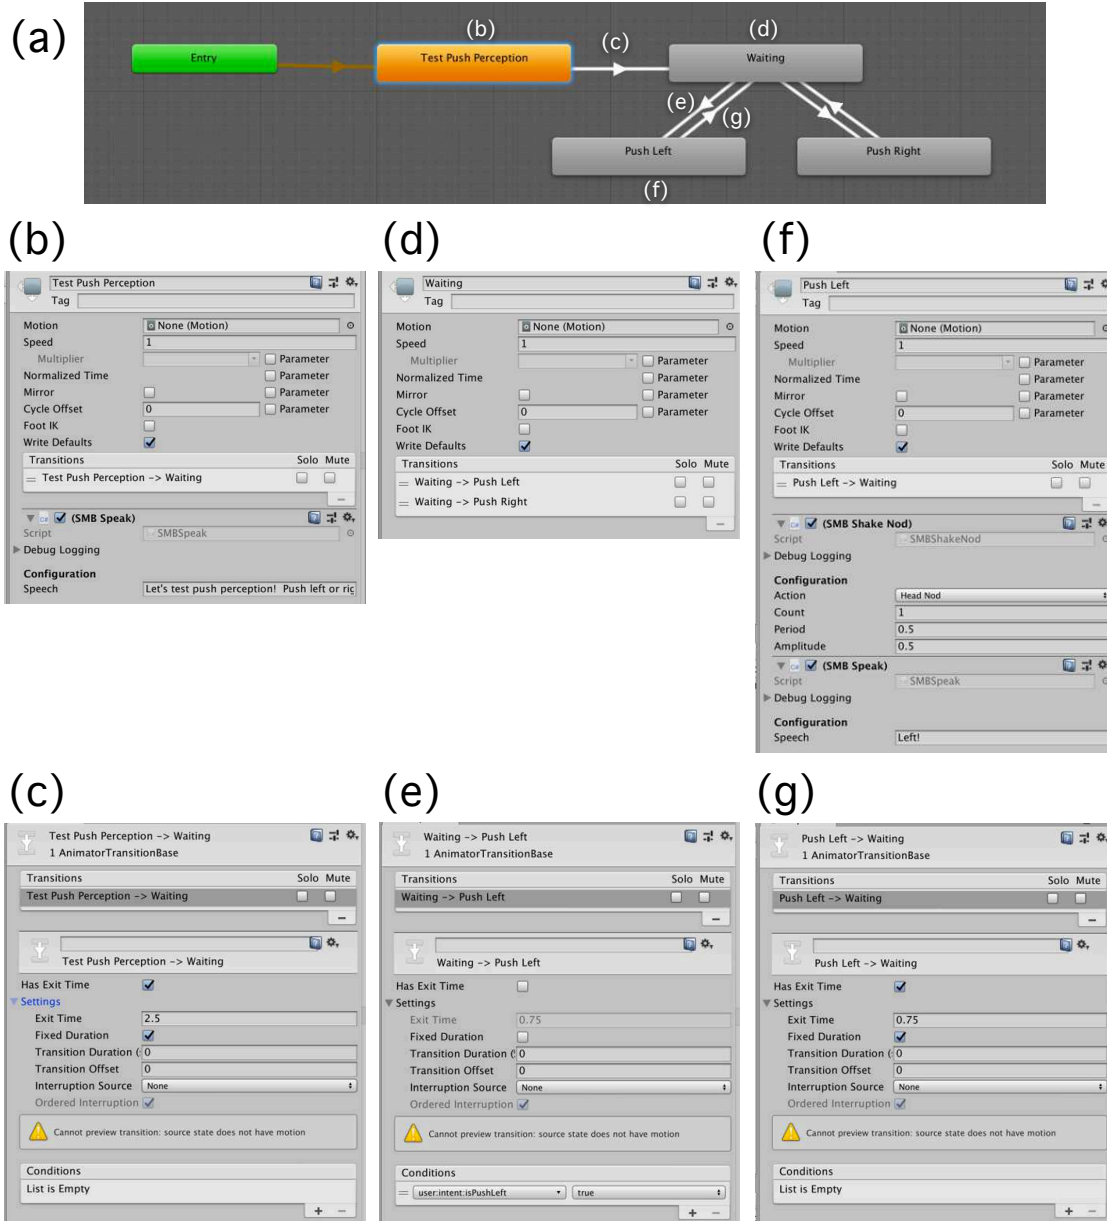 (a)
(b)
(d)
Entry
Test Push Perception
(c)
Waiting
(e)
(g)
Push Left
Push Right
(f)
(b)
Test Push Perception
Tag
Motion None (Motion)
Speed 1
Multiplier Parameter
Normalized Time Parameter
Mirror Parameter
Cycle Offset 0 Parameter
Foot IK
Write Defaults
Transitions Solo Mute
Test Push Perception -> Waiting
(SMB Speak)
Script SMBSpeak
Debug Logging
Configuration
Speech Let's test push perception! Push left or rig
(d)
Waiting
Tag
Motion None (Motion)
Speed 1
Multiplier Parameter
Normalized Time Parameter
Mirror Parameter
Cycle Offset 0 Parameter
Foot IK
Write Defaults
Transitions Solo Mute
Waiting -> Push Left
Waiting -> Push Right
(f)
Push Left
Tag
Motion None (Motion)
Speed 1
Multiplier Parameter
Normalized Time Parameter
Mirror Parameter
Cycle Offset 0 Parameter
Foot IK
Write Defaults
Transitions Solo Mute
Push Left -> Waiting
(SMB Shake Nod)
Script SMBShakeNod
Debug Logging
Configuration
Action Head Nod
Count 1
Period 0.5
Amplitude 0.5
(SMB Speak)
Script SMBSpeak
Debug Logging
Configuration
Speech Left!
(c)
Test Push Perception -> Waiting
1 AnimatorTransitionBase
Transitions Solo Mute
Test Push Perception -> Waiting
Test Push Perception -> Waiting
Has Exit Time
Settings
Exit Time 2.5
Fixed Duration
Transition Duration ( 0
Transition Offset 0
Interruption Source None
Ordered Interruption
Cannot preview transition: source state does not have motion
Conditions
List is Empty
+ −
(e)
Waiting -> Push Left
1 AnimatorTransitionBase
Transitions Solo Mute
Waiting -> Push Left
Waiting -> Push Left
Has Exit Time
Settings
Exit Time 0.75
Fixed Duration
Transition Duration ( 0
Transition Offset 0
Interruption Source None
Ordered Interruption
Cannot preview transition: source state does not have motion
Conditions
user:intent:isPushLeft true
+ −
(g)
Push Left -> Waiting
1 AnimatorTransitionBase
Transitions Solo Mute
Push Left -> Waiting
Push Left -> Waiting
Has Exit Time
Settings
Exit Time 0.75
Fixed Duration
Transition Duration ( 0
Transition Offset 0
Interruption Source None
Ordered Interruption
Cannot preview transition: source state does not have motion
Conditions
List is Empty
+ −